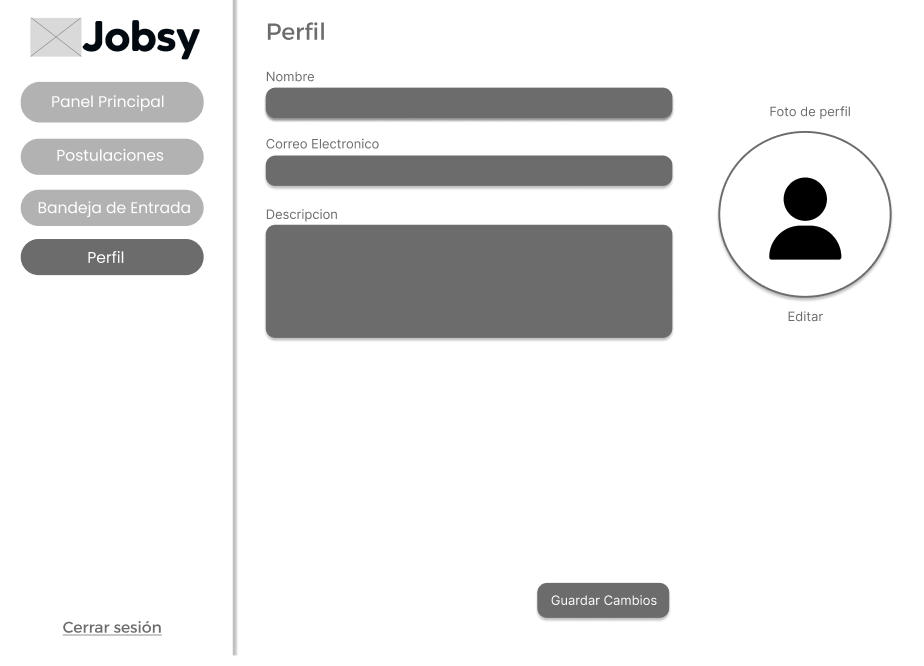 Jobsy
Panel Principal
Postulaciones
Bandeja de Entrada
Perfil
Cerrar sesión
Perfil
Nombre
Correo Electronico
Descripcion
Foto de perfil
Editar
Guardar Cambios